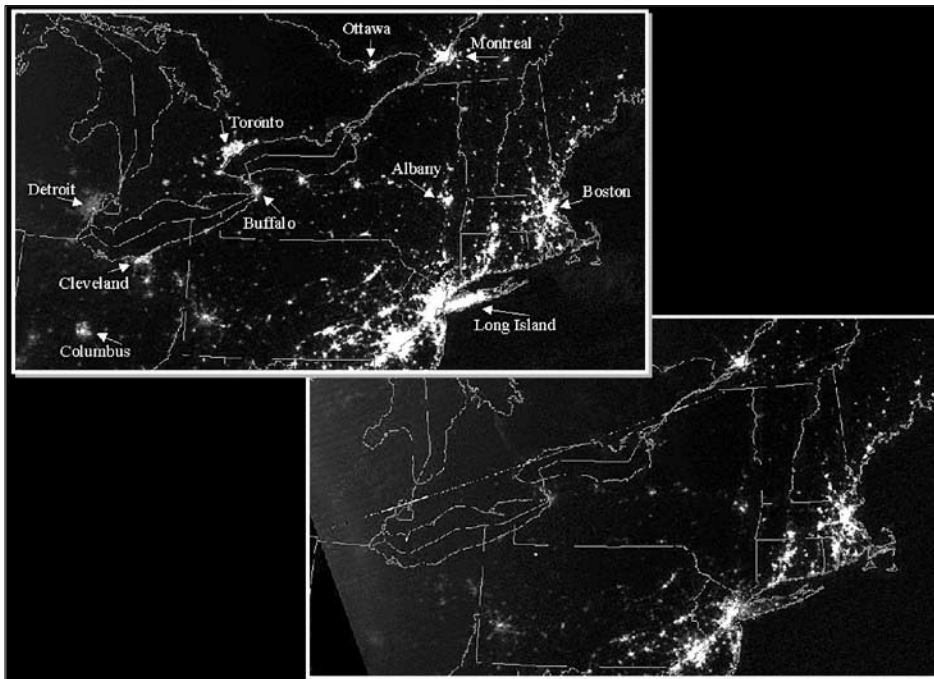 Ottawa
Montreal
Toronto
Albany
Detroit
Boston
Buffalo
Cleveland
Long Island
Columbus